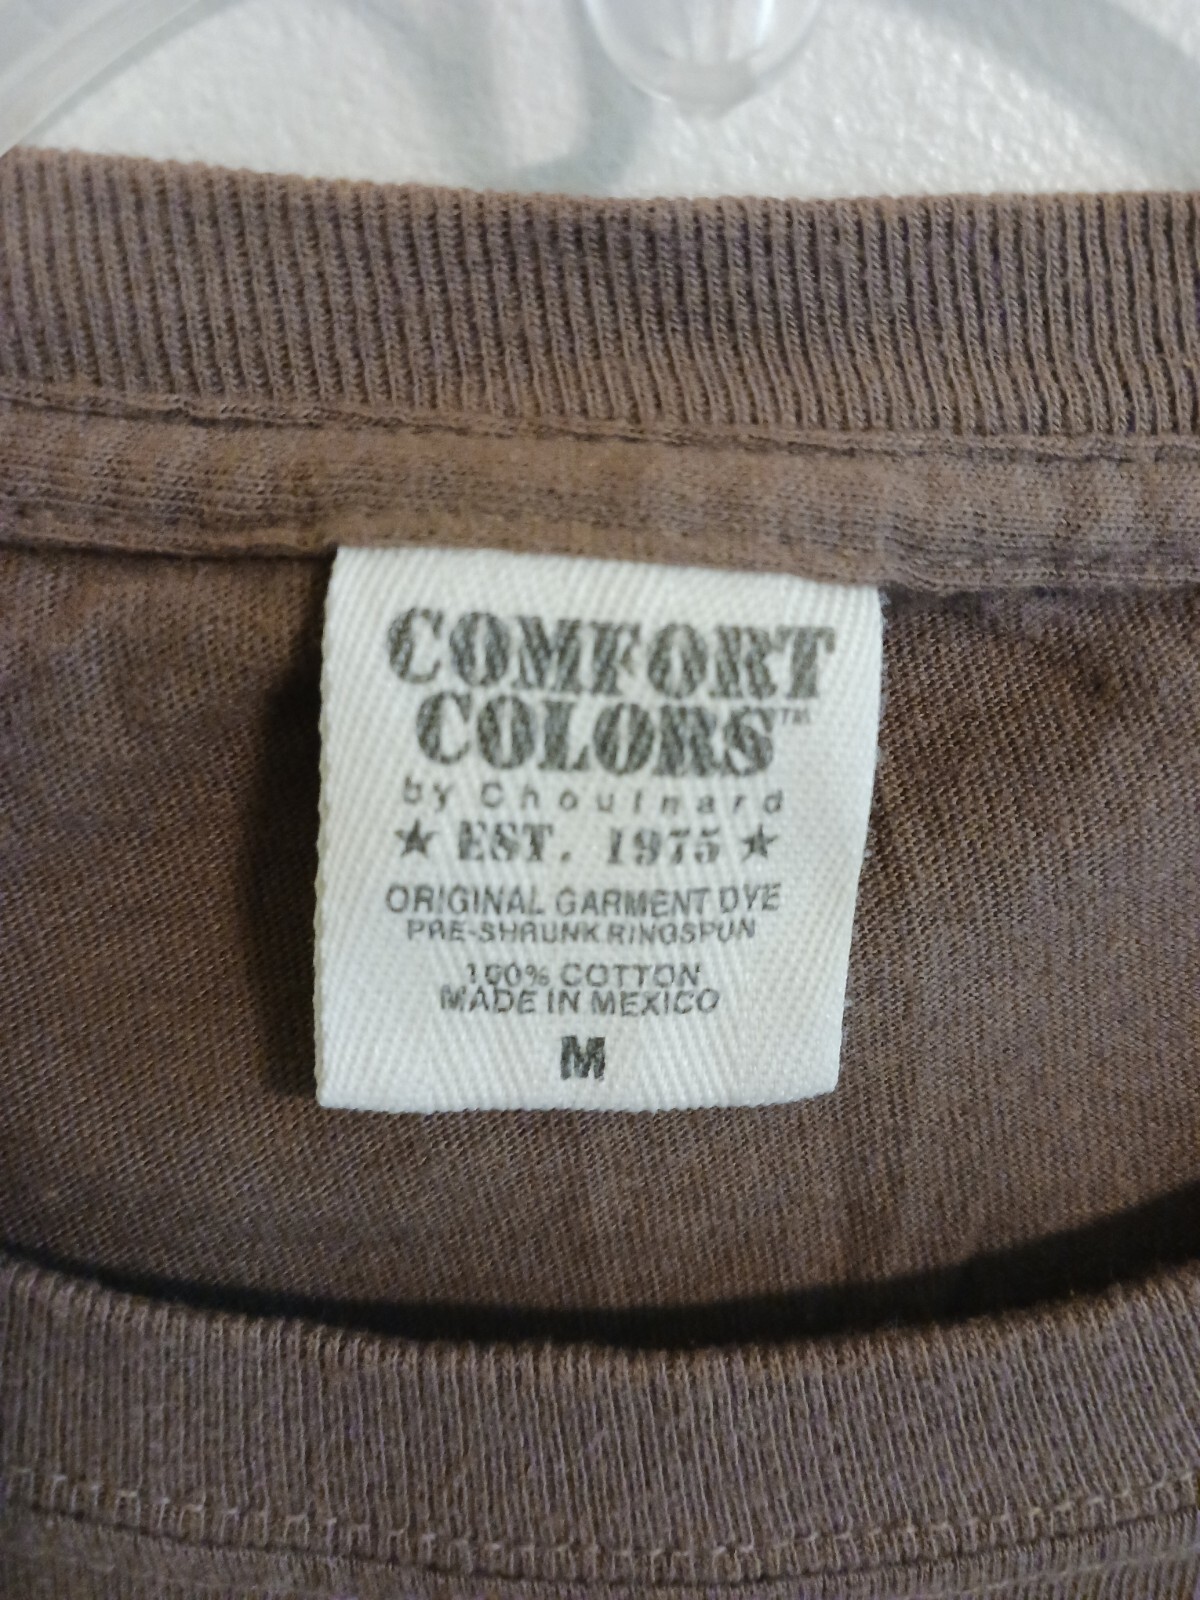 COMFORT
COLORS™
by Chouinard
★ EST. 1975 ★
ORIGINAL GARMENT DYE
PRE-SHRUNK RINGSPUN
100% COTTON
MADE IN MEXICO
M